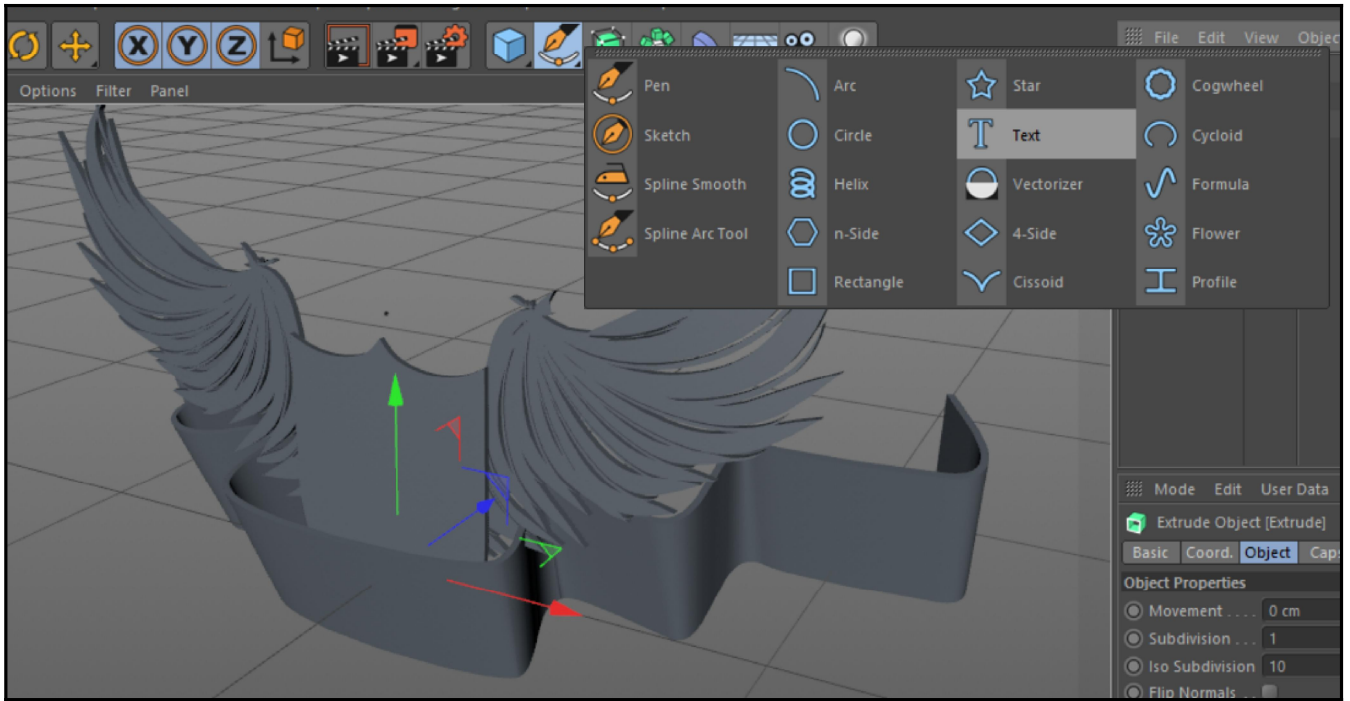 X Y Z
File Edit View Objec
Options Filter Panel
Pen Arc Star Cogwheel
Sketch Circle Text Cycloid
Spline Smooth Helix Vectorizer Formula
Spline Arc Tool n-Side 4-Side Flower
Rectangle Cissoid Profile
Mode Edit User Data
Extrude Object [Extrude]
Basic Coord. Object Caps
Object Properties
Movement . . . . 0 cm
Subdivision . . . 1
Iso Subdivision 10
Flip Normals . .